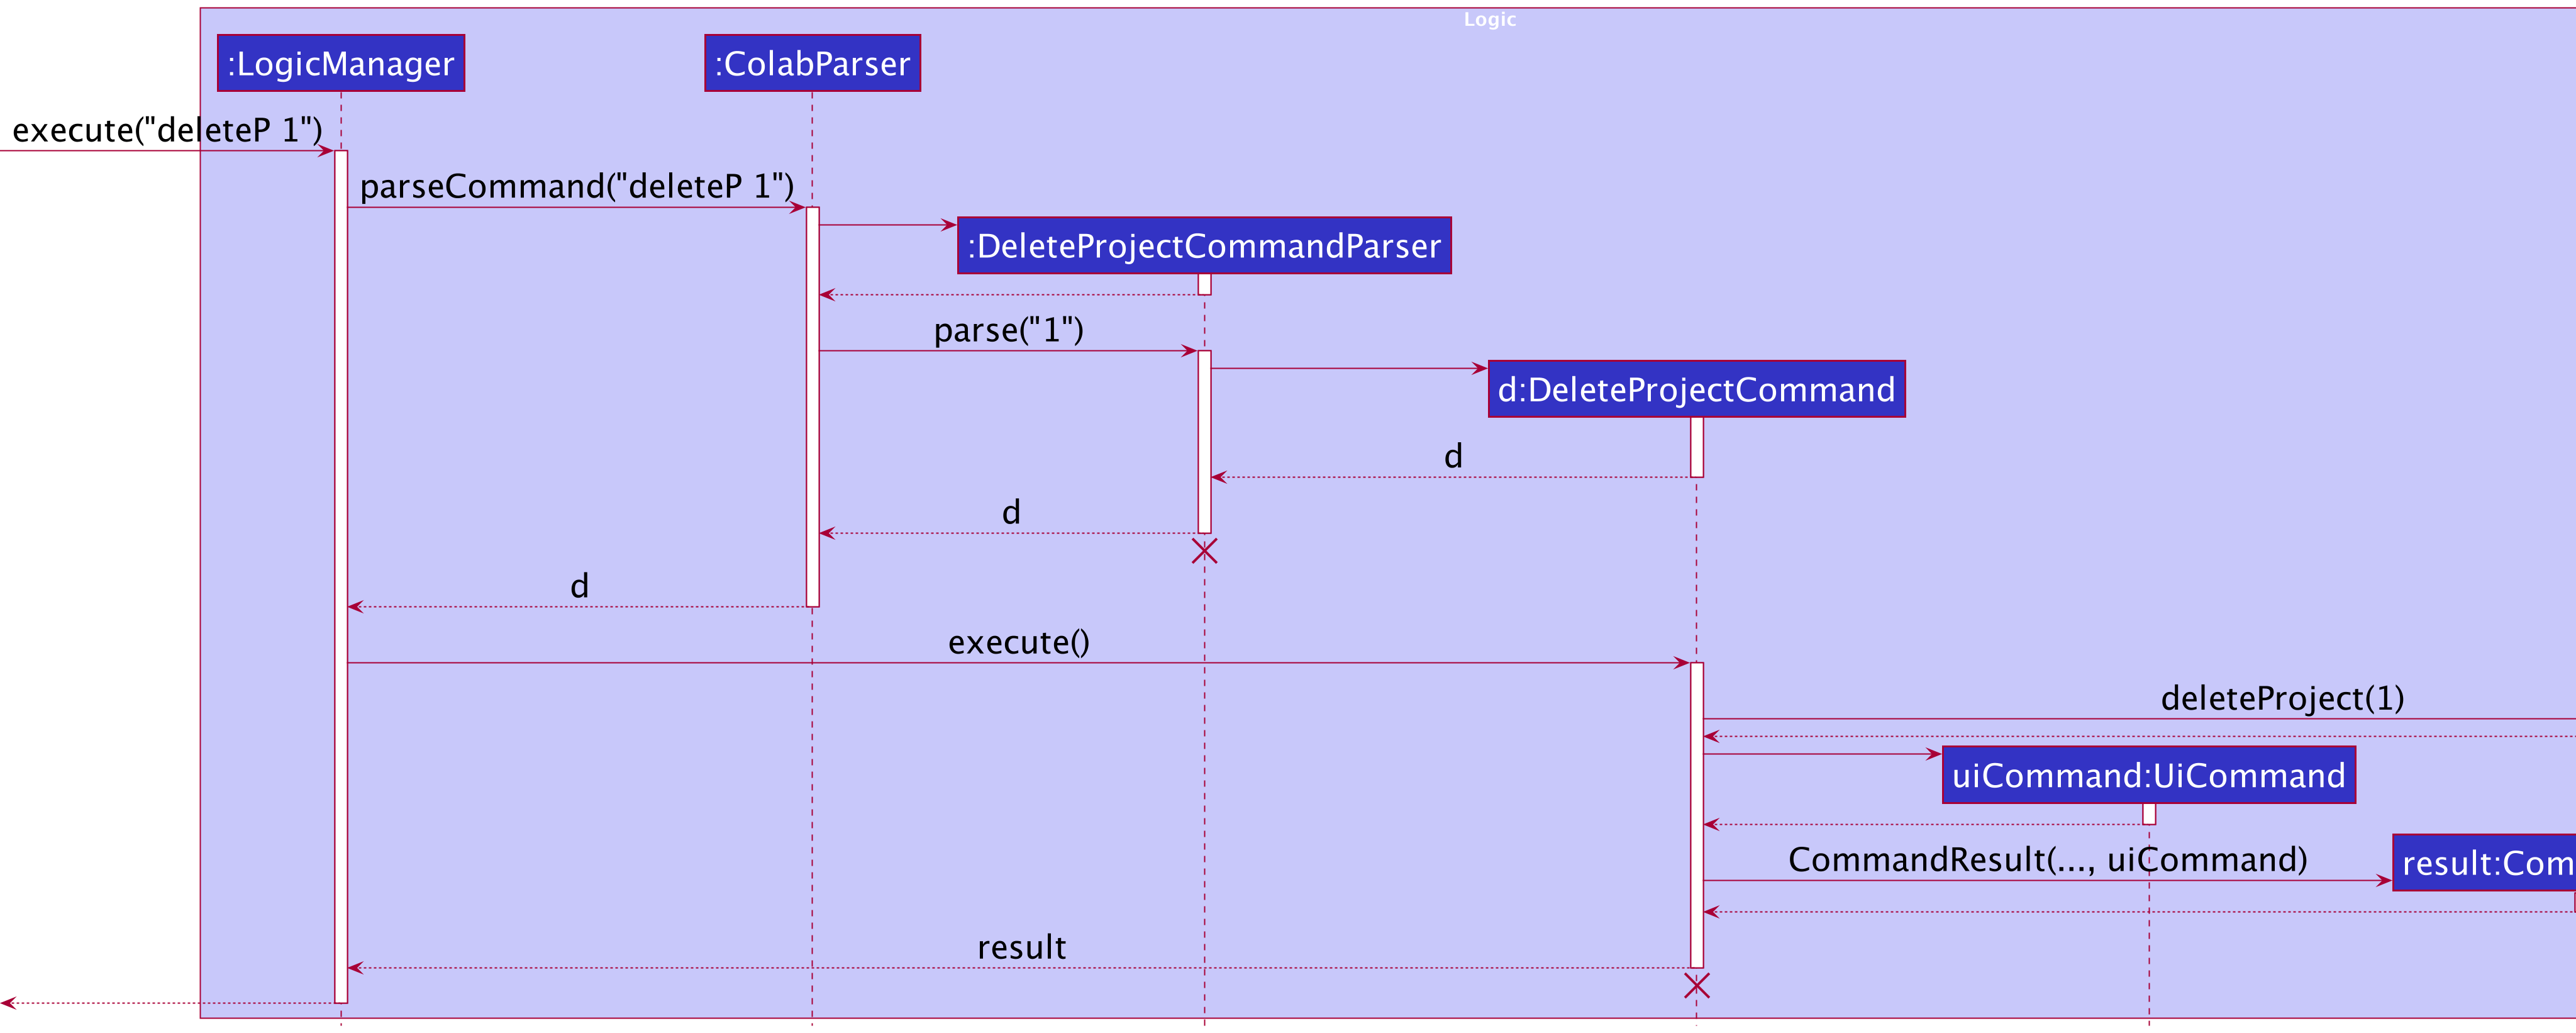 Logic
:LogicManager
:ColabParser
execute("deleteP 1")
parseCommand("deleteP 1")
:DeleteProjectCommandParser
parse("1")
d:DeleteProjectCommand
d
d
d
execute()
deleteProject(1)
uiCommand:UiCommand
CommandResult(..., uiCommand)
result:Com
result